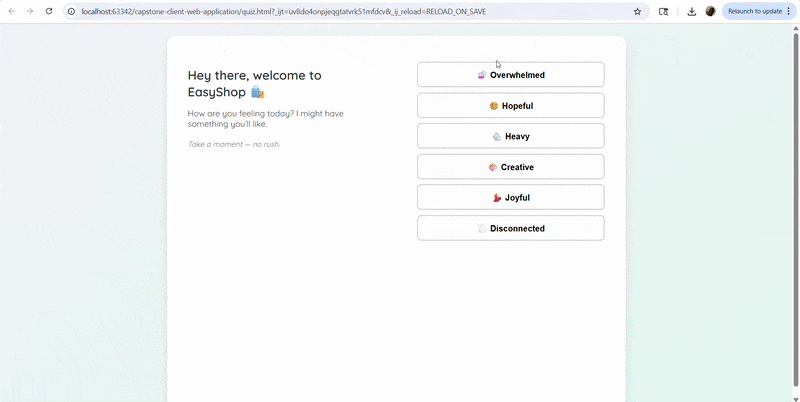 localhost:63342/capstone-client-web-application/quiz.html?_ijt=uv8do4onpjeqgtatvrk51mfdcv&_ij_reload=RELOAD_ON_SAVE
Relaunch to update
Hey there, welcome to
EasyShop
How are you feeling today? I might have
something you'll like.
Take a moment — no rush.
Overwhelmed
Hopeful
Heavy
Creative
Joyful
Disconnected